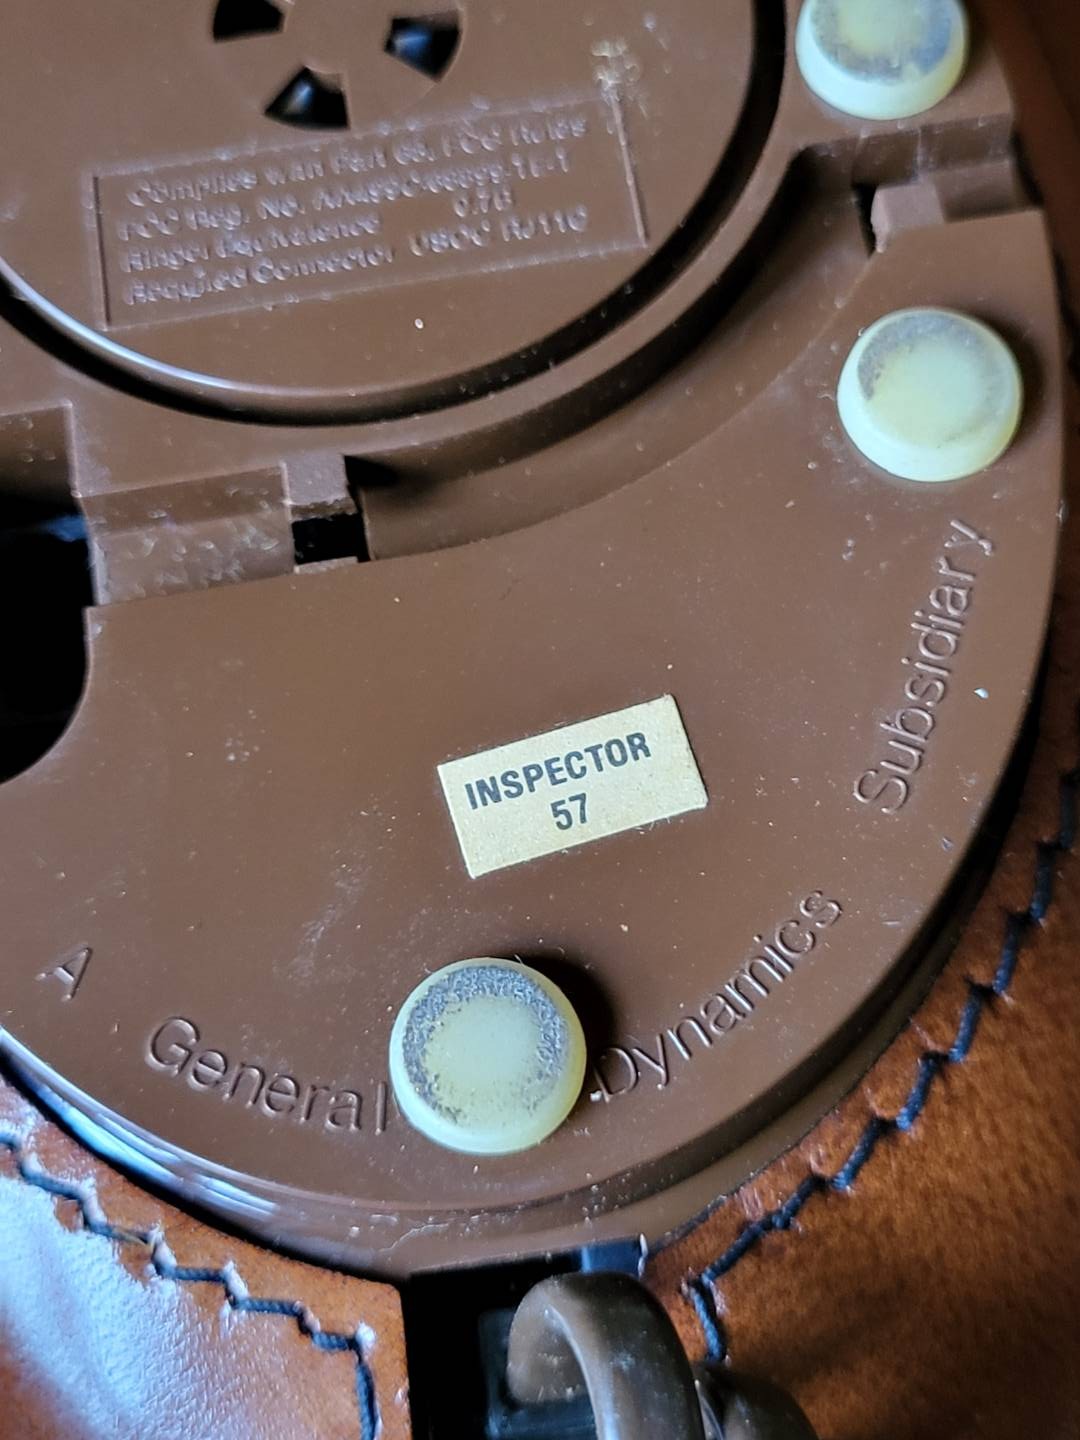 Complies with Part 68, FCC Rules
FCC Reg. No.
Ringer Equivalence 0.7B
Required Connector USOC RJ11C
INSPECTOR
57
A General Dynamics Subsidiary